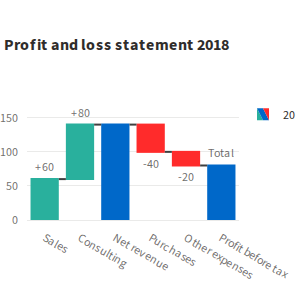 Profit and loss statement 2018
150
100
50
0
+60
+80
-40
-20
Total
20
Sales
Consulting
Net revenue
Purchases
Other expenses
Profit before tax